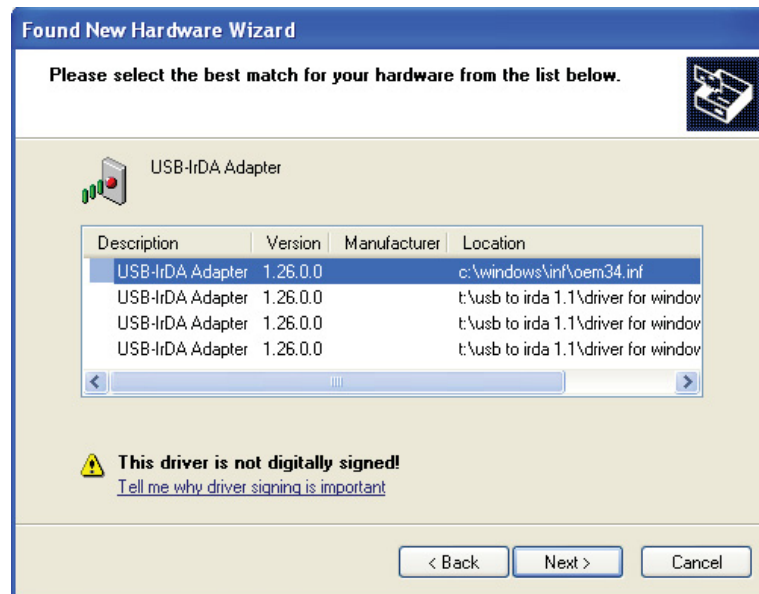 Found New Hardware Wizard
Please select the best match for your hardware from the list below.
USB-IrDA Adapter
Description Version Manufacturer Location
USB-IrDA Adapter 1.26.0.0 c:\windows\inf\oem34.inf
USB-IrDA Adapter 1.26.0.0 t:\usb to irda 1.1\driver for window
USB-IrDA Adapter 1.26.0.0 t:\usb to irda 1.1\driver for window
USB-IrDA Adapter 1.26.0.0 t:\usb to irda 1.1\driver for window
This driver is not digitally signed!
Tell me why driver signing is important
< Back Next > Cancel